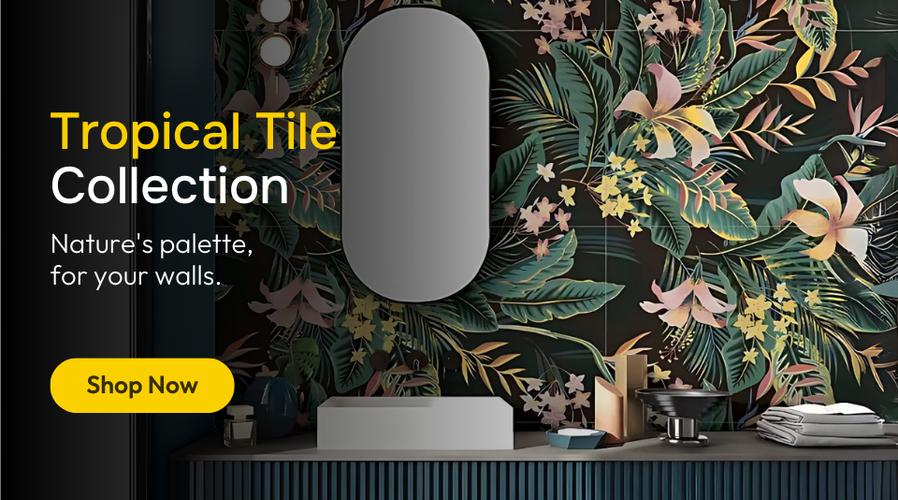 Tropical Tile
Collection
Nature's palette,
for your walls.
Shop Now